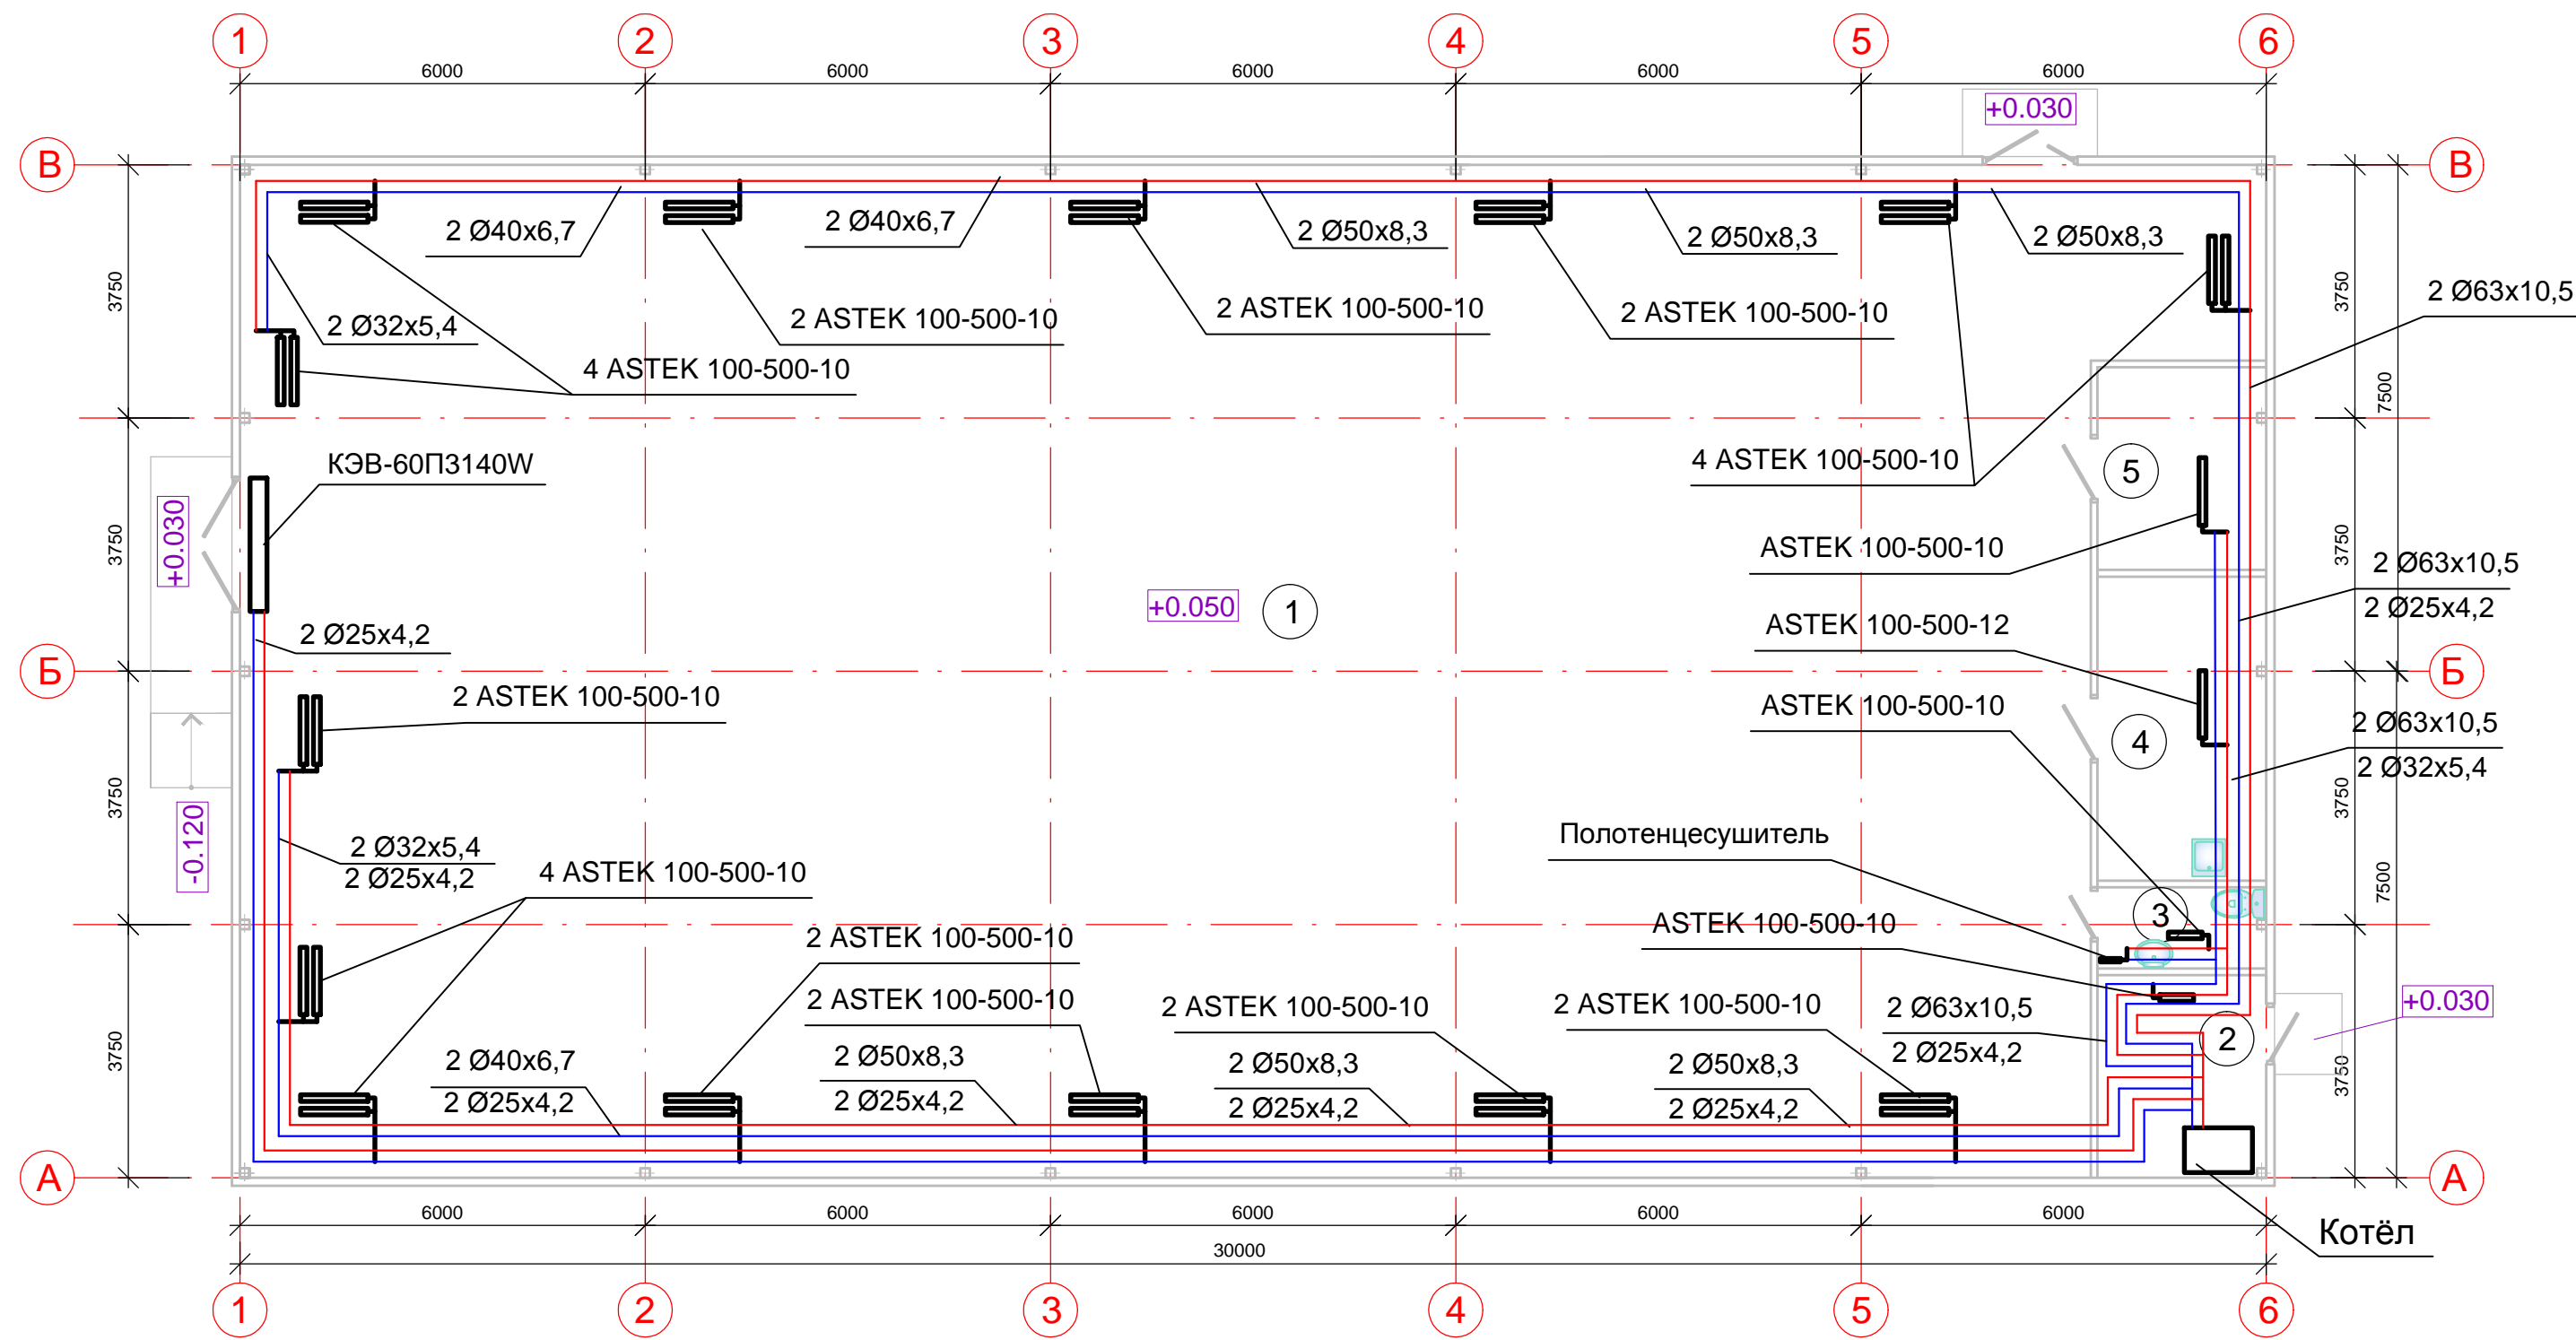 1 2 3 4 5 6
6000 6000 6000 6000 6000
+0.030
В В
2 Ø40x6,7 2 Ø40x6,7 2 Ø50x8,3 2 Ø50x8,3 2 Ø50x8,3
3750 3750
2 Ø63x10,5
2 Ø32x5,4 2 ASTEK 100-500-10 2 ASTEK 100-500-10 2 ASTEK 100-500-10
4 ASTEK 100-500-10
7500
КЭВ-60П3140W 4 ASTEK 100-500-10 5
+0.030
3750 3750
ASTEK 100-500-10
2 Ø63x10,5
2 Ø25x4,2
+0.050 1
2 Ø25x4,2 ASTEK 100-500-12
Б Б
2 ASTEK 100-500-10 ASTEK 100-500-10
2 Ø63x10,5
2 Ø32x5,4
4
3750 3750
-0.120
2 Ø32x5,4
2 Ø25x4,2
Полотенцесушитель
4 ASTEK 100-500-10
7500
3
ASTEK 100-500-10
2 ASTEK 100-500-10
2 ASTEK 100-500-10 2 ASTEK 100-500-10 2 ASTEK 100-500-10
2 Ø63x10,5
2 Ø25x4,2
2
+0.030
3750 3750
2 Ø40x6,7 2 Ø50x8,3 2 Ø50x8,3 2 Ø50x8,3
2 Ø25x4,2 2 Ø25x4,2 2 Ø25x4,2 2 Ø25x4,2
А А
6000 6000 6000 6000 6000
Котёл
30000
1 2 3 4 5 6